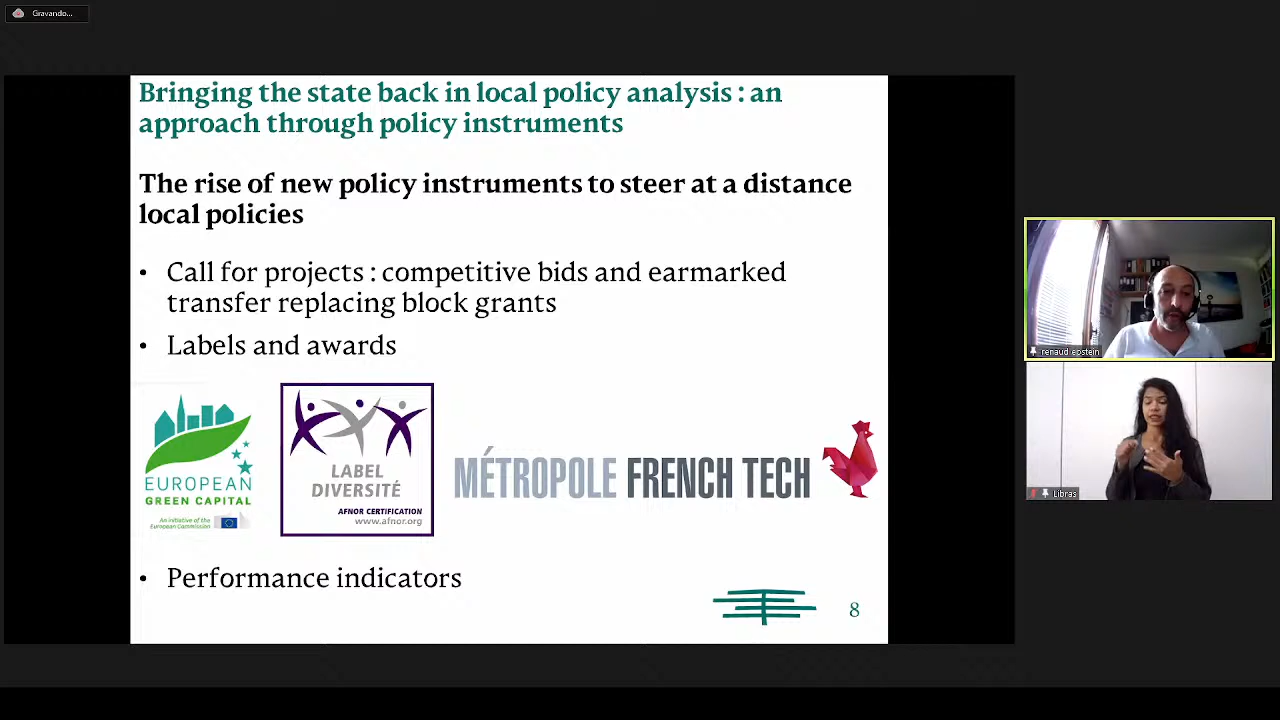 Gravando...
Bringing the state back in local policy analysis : an
approach through policy instruments
The rise of new policy instruments to steer at a distance
local policies
• Call for projects : competitive bids and earmarked
transfer replacing block grants
• Labels and awards
EUROPEAN
GREEN CAPITAL
An initiative of the
European Commission
LABEL
DIVERSITÉ
AFNOR CERTIFICATION
www.afnor.org
MÉTROPOLE FRENCH TECH
• Performance indicators
8
renaud epstein
Libras